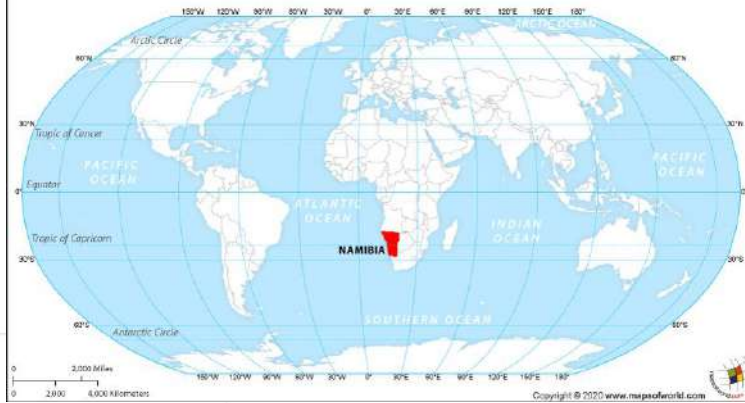 150°W 120°W 90°W 60°W 30°W 0° 30°E 60°E 90°E 120°E 150°E 180°
ARCTIC OCEAN
Arctic Circle
60°N 60°N
30°N 30°N
Tropic of Cancer
PACIFIC
OCEAN
PACIFIC
OCEAN
Equator
0° 0°
ATLANTIC
OCEAN
INDIAN
OCEAN
Tropic of Capricorn
NAMIBIA
30°S 30°S
SOUTHERN OCEAN
60°S 60°S
Antarctic Circle
0 2,000 Miles
0 2,000 4,000 Kilometers
150°W 120°W 90°W 60°W 30°W 0° 30°E 60°E 90°E 120°E 150°E 180°
Copyright © 2020 www.mapsofworld.com
mapsofworld.com